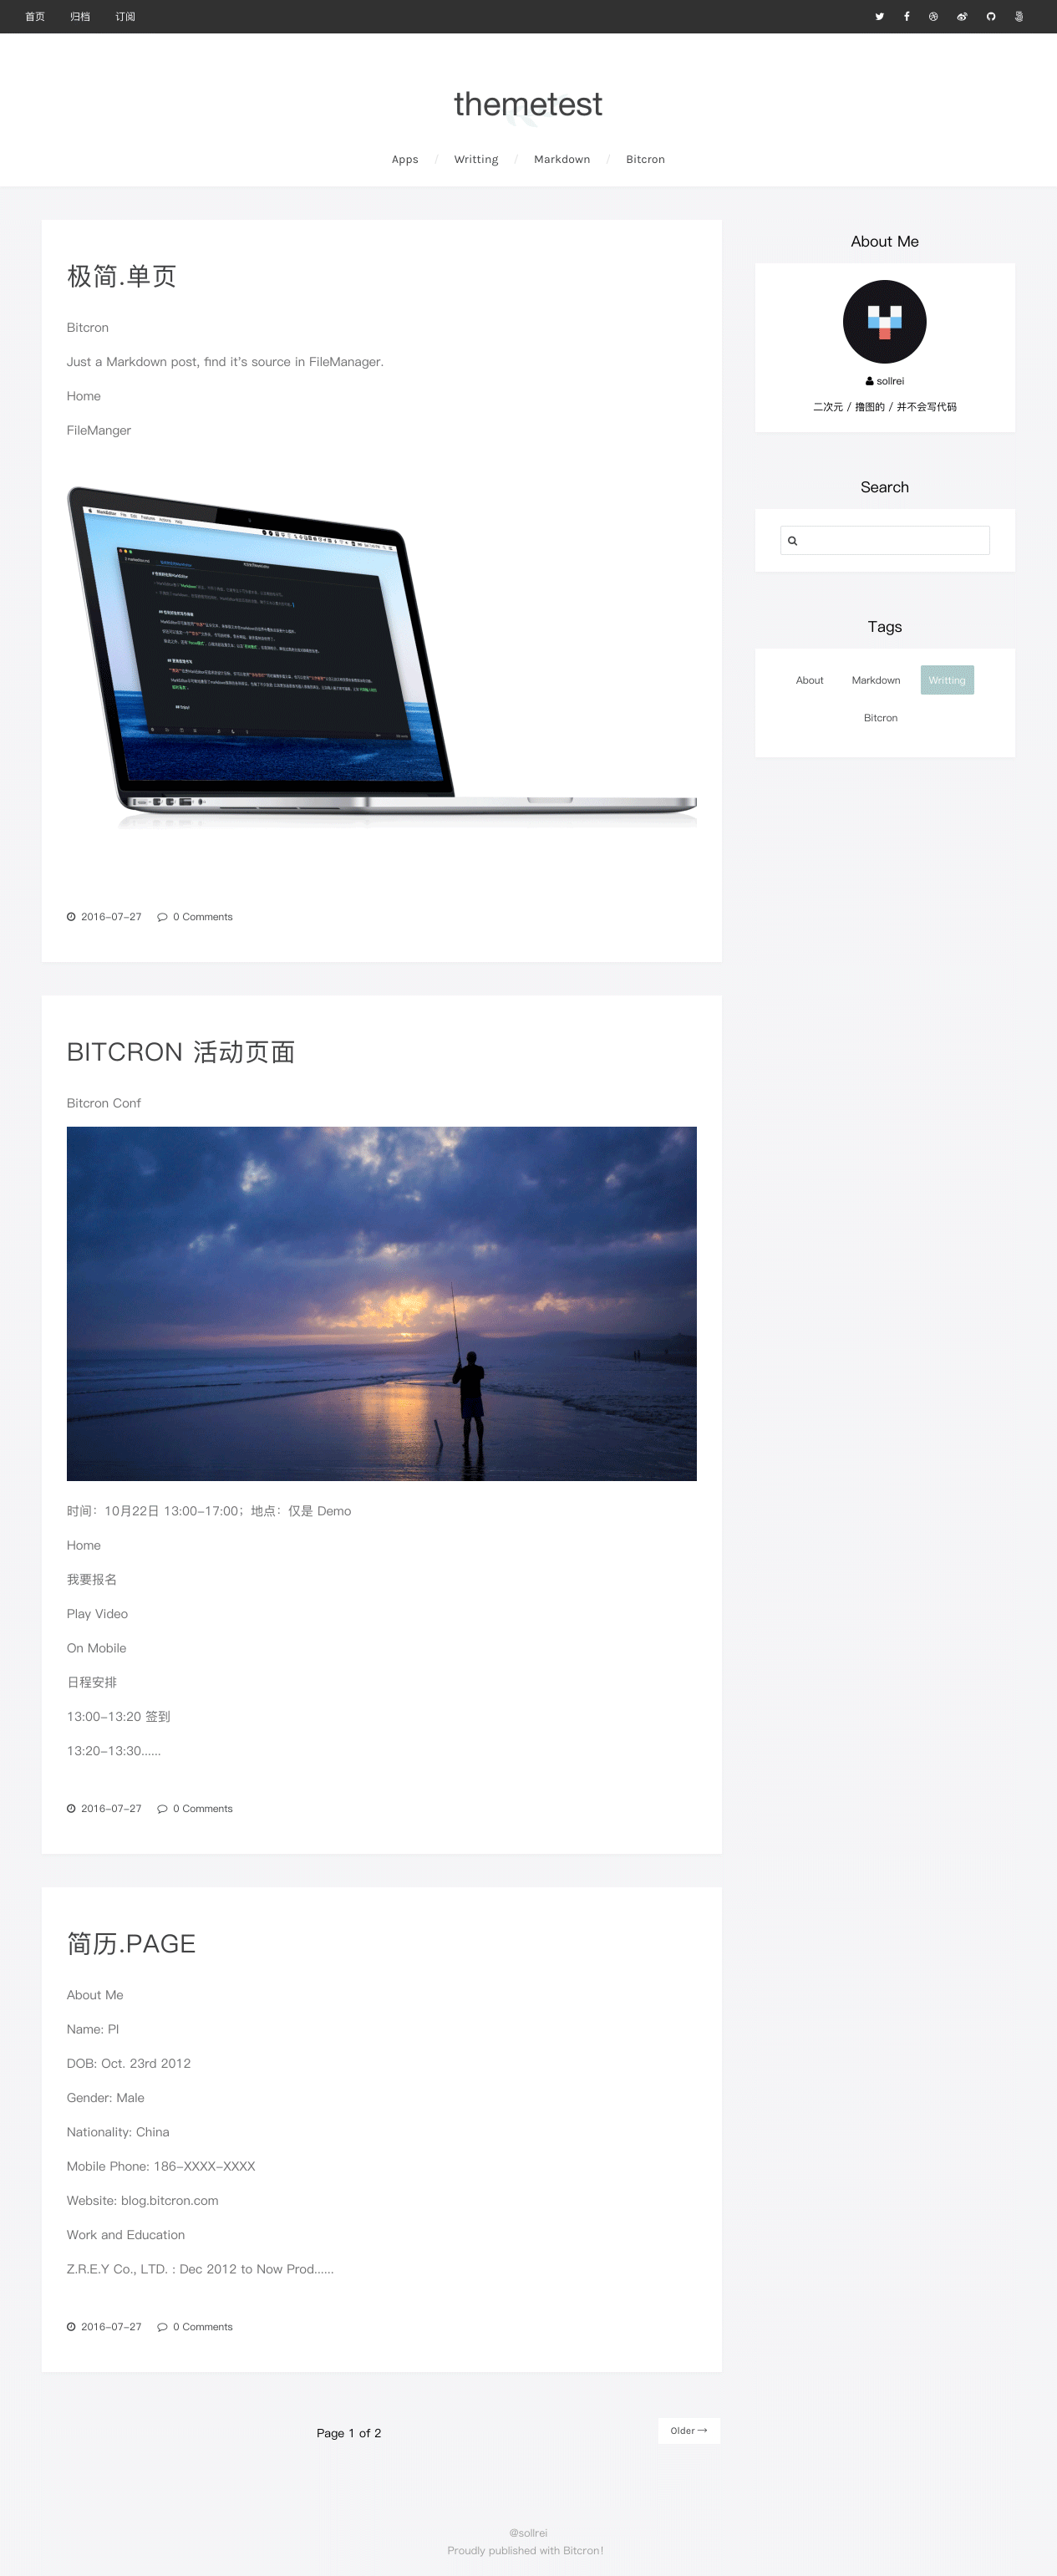 首页 归档 订阅
themetest
Apps / Writting / Markdown / Bitcron
极简.单页
Bitcron
Just a Markdown post, find it's source in FileManager.
Home
FileManger
2016-07-27 0 Comments
BITCRON 活动页面
Bitcron Conf
时间：10月22日 13:00-17:00；地点：仅是 Demo
Home
我要报名
Play Video
On Mobile
日程安排
13:00-13:20 签到
13:20-13:30......
2016-07-27 0 Comments
简历.PAGE
About Me
Name: PI
DOB: Oct. 23rd 2012
Gender: Male
Nationality: China
Mobile Phone: 186-XXXX-XXXX
Website: blog.bitcron.com
Work and Education
Z.R.E.Y Co., LTD. : Dec 2012 to Now Prod......
2016-07-27 0 Comments
Page 1 of 2
Older →
About Me
sollrei
二次元 / 撸图的 / 并不会写代码
Search
Tags
About Markdown Writting
Bitcron
@sollrei
Proudly published with Bitcron!